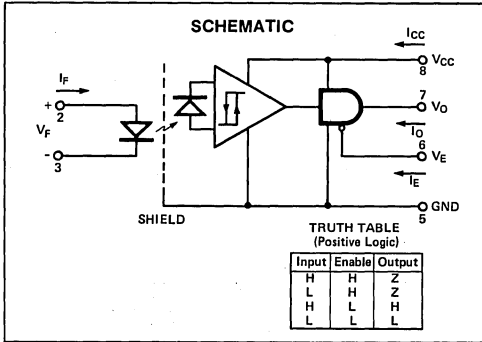 SCHEMATIC
ICC
8 VCC
IF
+
2
7
VO
IO
VF
6
VE
-
3
IE
5
GND
SHIELD
TRUTH TABLE
(Positive Logic)
Input Enable Output
H H Z
L H Z
H L H
L L L